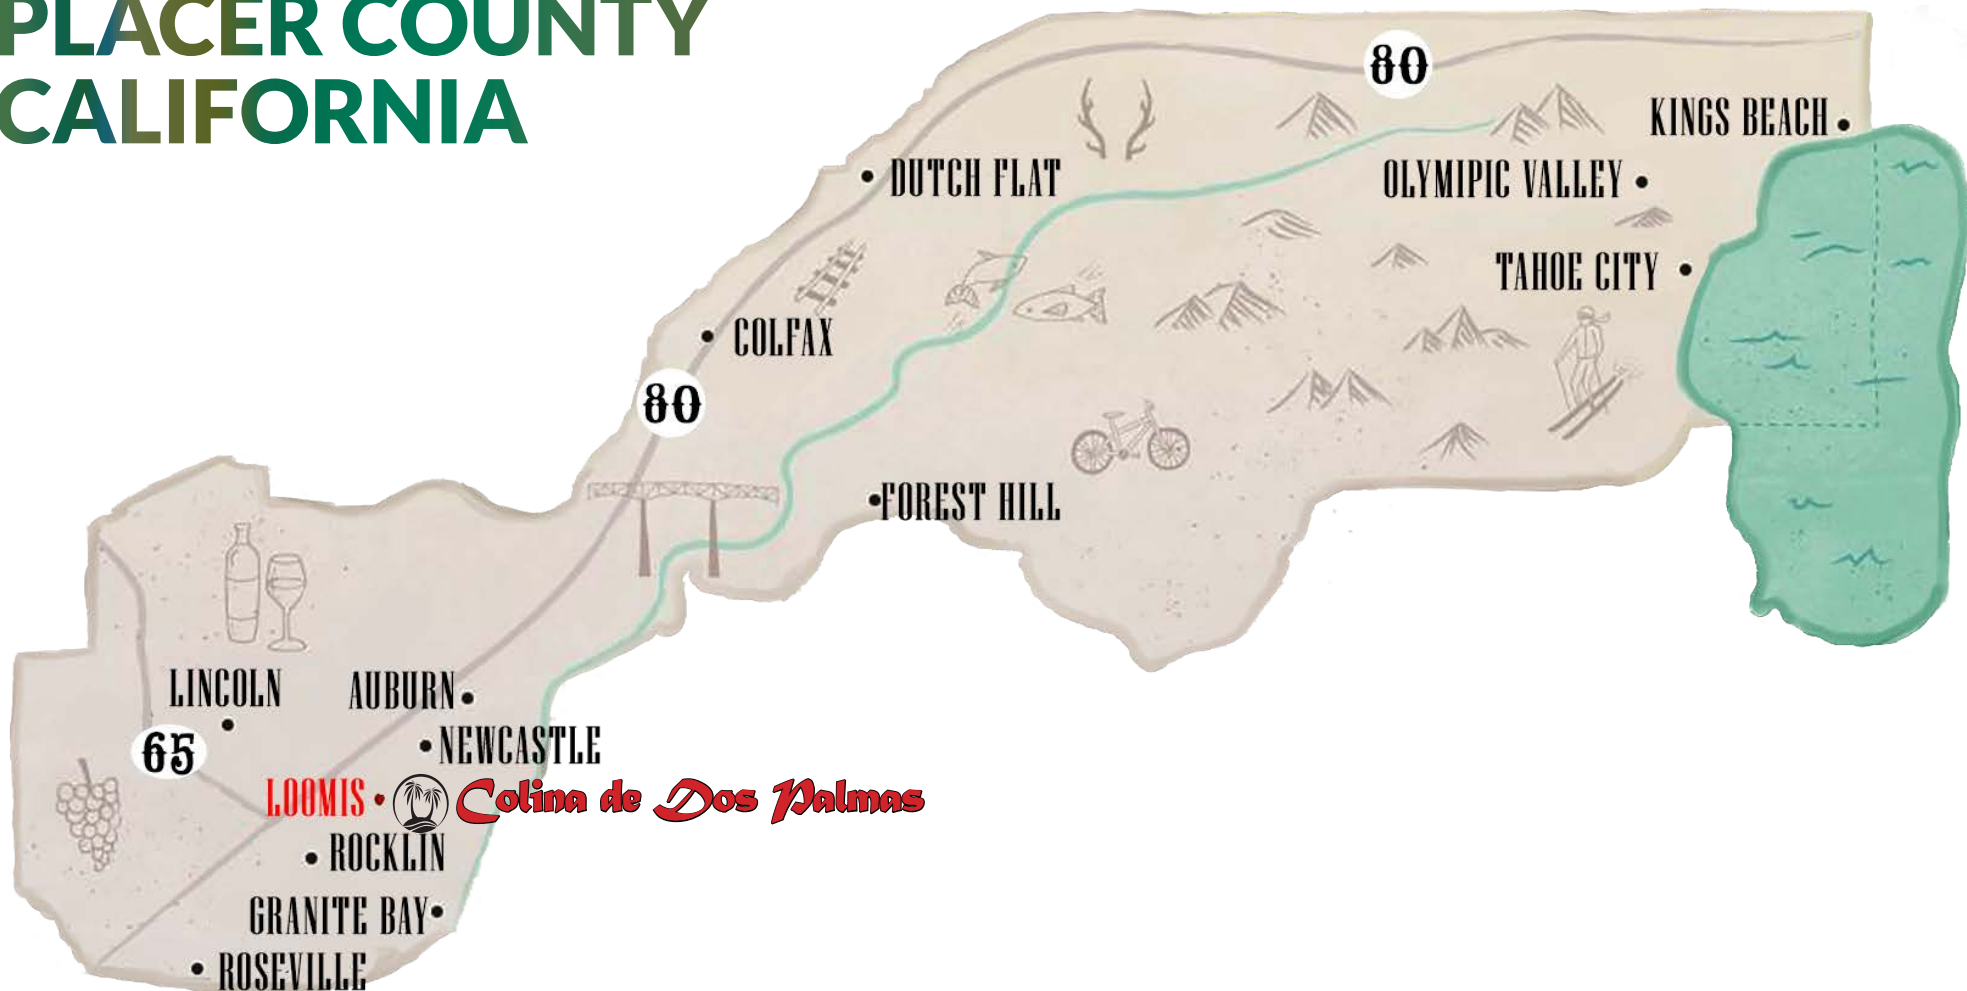 PLACER COUNTY
CALIFORNIA
80
KINGS BEACH
DUTCH FLAT
OLYMIPIC VALLEY
TAHOE CITY
COLFAX
80
FOREST HILL
LINCOLN
AUBURN
NEWCASTLE
65
LOOMIS
Colina de Dos Palmas
ROCKLIN
GRANITE BAY
ROSEVILLE